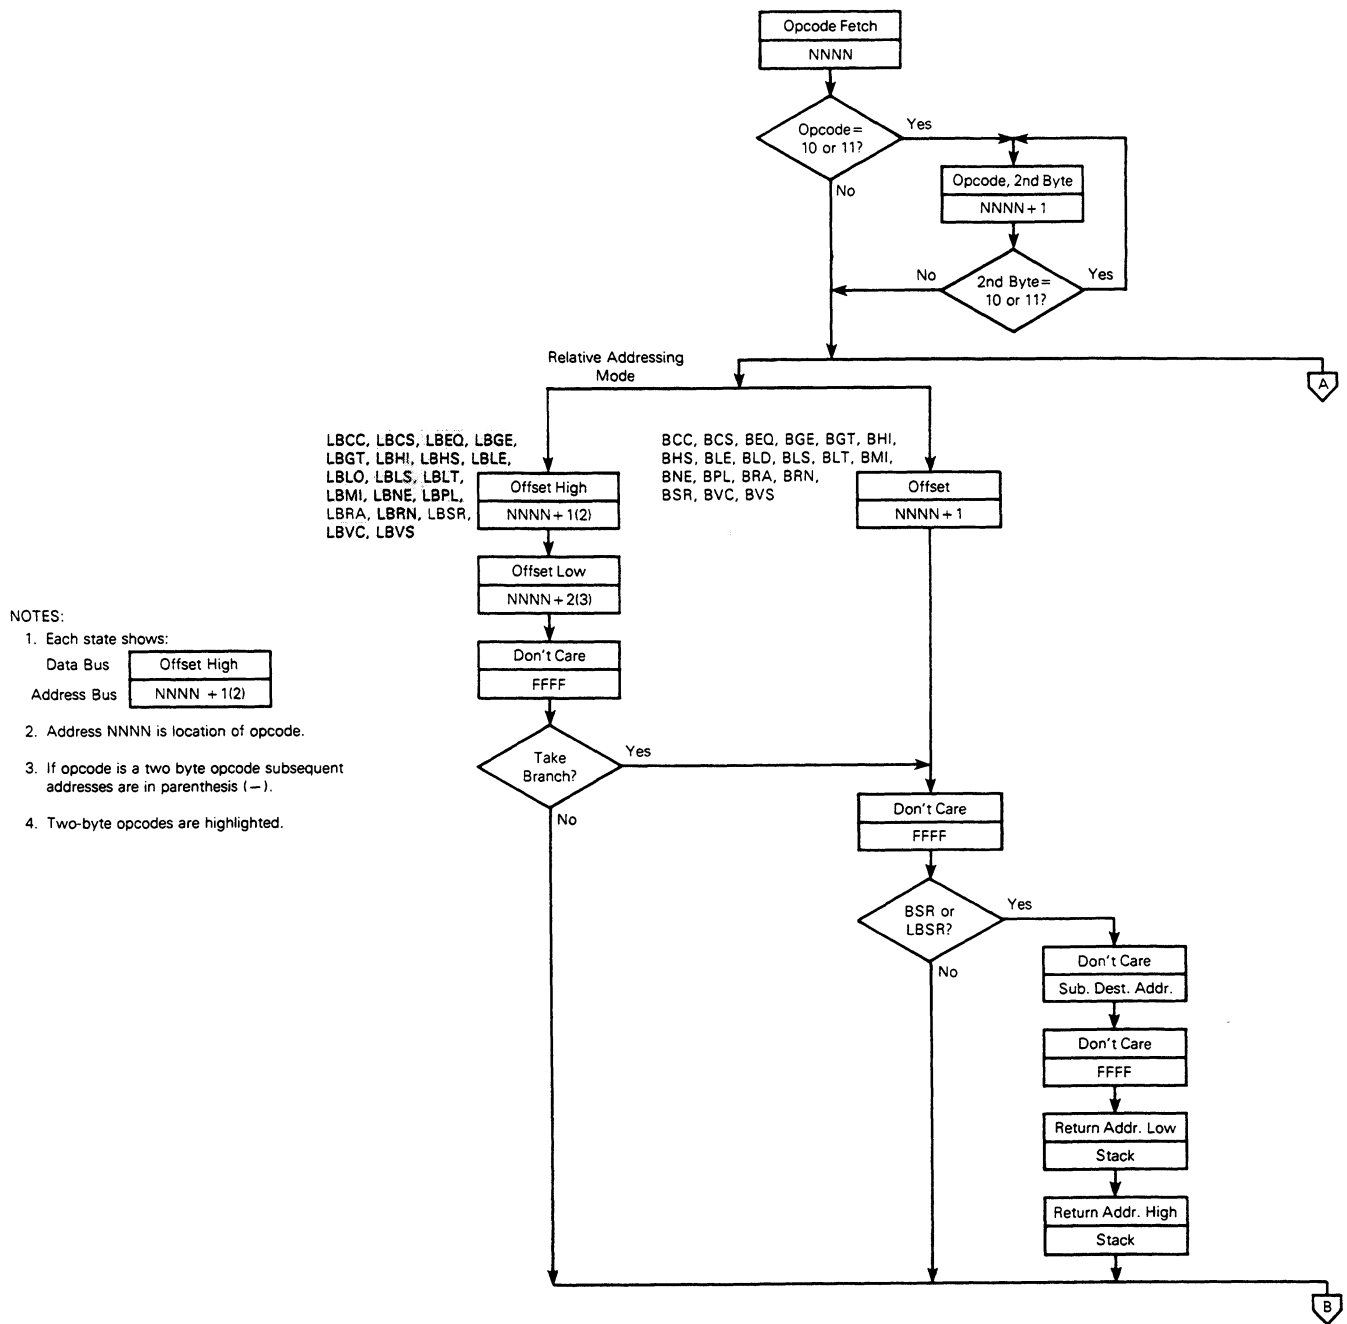 Opcode Fetch
NNNN
Opcode=
10 or 11?
Yes
No
Opcode, 2nd Byte
NNNN + 1
2nd Byte=
10 or 11?
No
Yes
Relative Addressing
Mode
A
LBCC, LBCS, LBEQ, LBGE,
LBGT, LBHI, LBHS, LBLE,
LBLO, LBLS, LBLT,
LBMI, LBNE, LBPL,
LBRA, LBRN, LBSR,
LBVC, LBVS
Offset High
NNNN + 1(2)
BCC, BCS, BEQ, BGE, BGT, BHI,
BHS, BLE, BLD, BLS, BLT, BMI,
BNE, BPL, BRA, BRN,
BSR, BVC, BVS
Offset
NNNN + 1
Offset Low
NNNN + 2(3)
Don't Care
FFFF
Take
Branch?
Yes
No
NOTES:
1. Each state shows:
Data Bus
Offset High
Address Bus
NNNN + 1(2)
2. Address NNNN is location of opcode.
3. If opcode is a two byte opcode subsequent
addresses are in parenthesis (—).
4. Two-byte opcodes are highlighted.
Don't Care
FFFF
BSR or
LBSR?
Yes
No
Don't Care
Sub. Dest. Addr.
Don't Care
FFFF
Return Addr. Low
Stack
Return Addr. High
Stack
B